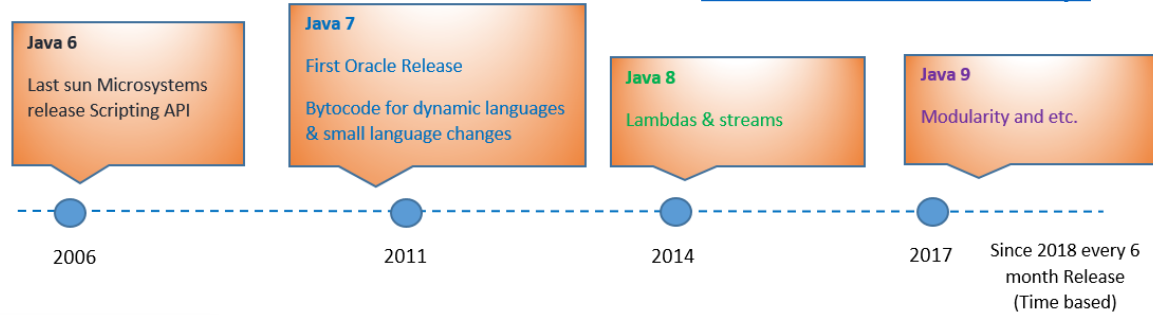 Java 6
Last sun Microsystems
release Scripting API
Java 7
First Oracle Release
Bytocode for dynamic languages
& small language changes
Java 8
Lambdas & streams
Java 9
Modularity and etc.
2006
2011
2014
2017
Since 2018 every 6
month Release
(Time based)